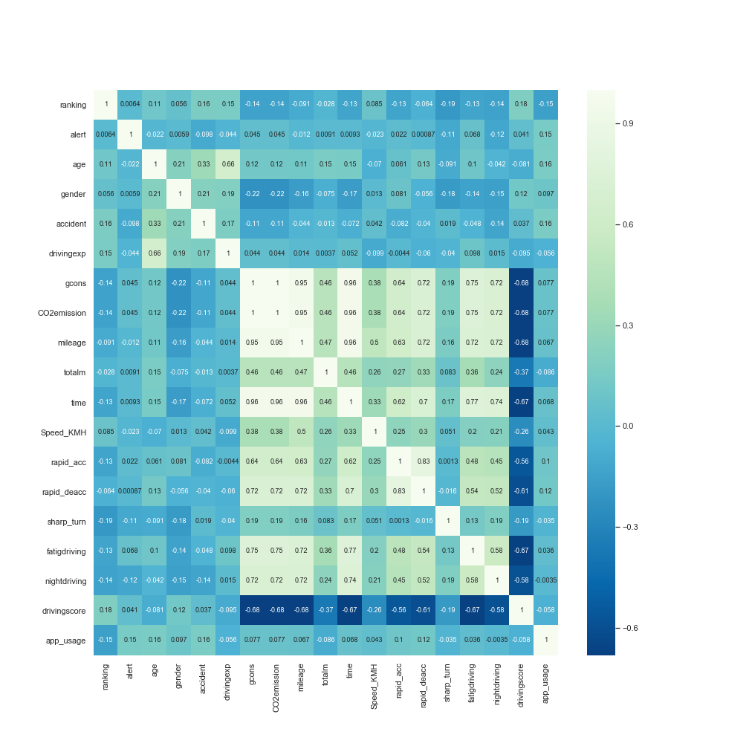 ranking 1 0.0064 0.11 0.056 0.16 0.15 -0.14 -0.14 -0.091 -0.028 -0.13 0.085 -0.13 -0.064 -0.19 -0.13 -0.14 0.18 -0.15
alert 0.0064 1 -0.022 0.0059 -0.098 -0.044 0.045 0.045 -0.012 0.0091 0.0093 -0.023 0.022 0.00087 -0.11 0.068 -0.12 0.041 0.15
age 0.11 -0.022 1 0.21 0.33 0.66 0.12 0.12 0.11 0.15 0.15 -0.07 0.061 0.13 -0.091 0.1 -0.042 -0.081 0.16
gender 0.056 0.0059 0.21 1 0.21 0.19 -0.22 -0.22 -0.16 -0.075 -0.17 0.013 0.081 -0.056 -0.18 -0.14 -0.15 0.12 0.097
accident 0.16 -0.098 0.33 0.21 1 0.17 -0.11 -0.11 -0.044 -0.013 -0.072 0.042 -0.082 -0.04 0.019 -0.048 -0.14 0.037 0.16
drivingexp 0.15 -0.044 0.66 0.19 0.17 1 0.044 0.044 0.014 0.0037 0.052 -0.099 -0.0044 -0.06 -0.04 0.098 0.015 -0.095 -0.056
gcons -0.14 0.045 0.12 -0.22 -0.11 0.044 1 1 0.95 0.46 0.96 0.38 0.64 0.72 0.19 0.75 0.72 -0.68 0.077
CO2emission -0.14 0.045 0.12 -0.22 -0.11 0.044 1 1 0.95 0.46 0.96 0.38 0.64 0.72 0.19 0.75 0.72 -0.68 0.077
mileage -0.091 -0.012 0.11 -0.16 -0.044 0.014 0.95 0.95 1 0.47 0.96 0.5 0.63 0.72 0.16 0.72 0.72 -0.68 0.067
totalm -0.028 0.0091 0.15 -0.075 -0.013 0.0037 0.46 0.46 0.47 1 0.46 0.26 0.27 0.33 0.083 0.36 0.24 -0.37 -0.086
time -0.13 0.0093 0.15 -0.17 -0.072 0.052 0.96 0.96 0.96 0.46 1 0.33 0.62 0.7 0.17 0.77 0.74 -0.67 0.068
Speed_KMH 0.085 -0.023 -0.07 0.013 0.042 -0.099 0.38 0.38 0.5 0.26 0.33 1 0.25 0.3 0.051 0.2 0.21 -0.26 0.043
rapid_acc -0.13 0.022 0.061 0.081 -0.082 -0.0044 0.64 0.64 0.63 0.27 0.62 0.25 1 0.83 0.0013 0.48 0.45 -0.56 0.1
rapid_deacc -0.064 0.00087 0.13 -0.056 -0.04 -0.06 0.72 0.72 0.72 0.33 0.7 0.3 0.83 1 -0.016 0.54 0.52 -0.61 0.12
sharp_turn -0.19 -0.11 -0.091 -0.18 0.019 -0.04 0.19 0.19 0.16 0.083 0.17 0.051 0.0013 -0.016 1 0.13 0.19 -0.19 -0.035
fatigdriving -0.13 0.068 0.1 -0.14 -0.048 0.098 0.75 0.75 0.72 0.36 0.77 0.2 0.48 0.54 0.13 1 0.58 -0.67 0.036
nightdriving -0.14 -0.12 -0.042 -0.15 -0.14 0.015 0.72 0.72 0.72 0.24 0.74 0.21 0.45 0.52 0.19 0.58 1 -0.58 -0.0035
drivingscore 0.18 0.041 -0.081 0.12 0.037 -0.095 -0.68 -0.68 -0.68 -0.37 -0.67 -0.26 -0.56 -0.61 -0.19 -0.67 -0.58 1 -0.058
app_usage -0.15 0.15 0.16 0.097 0.16 -0.056 0.077 0.077 0.067 -0.086 0.068 0.043 0.1 0.12 -0.035 0.036 -0.0035 -0.058 1
ranking alert age gender accident drivingexp gcons CO2emission mileage totalm time Speed_KMH rapid_acc rapid_deacc sharp_turn fatigdriving nightdriving drivingscore app_usage
0.9
0.6
0.3
0.0
-0.3
-0.6